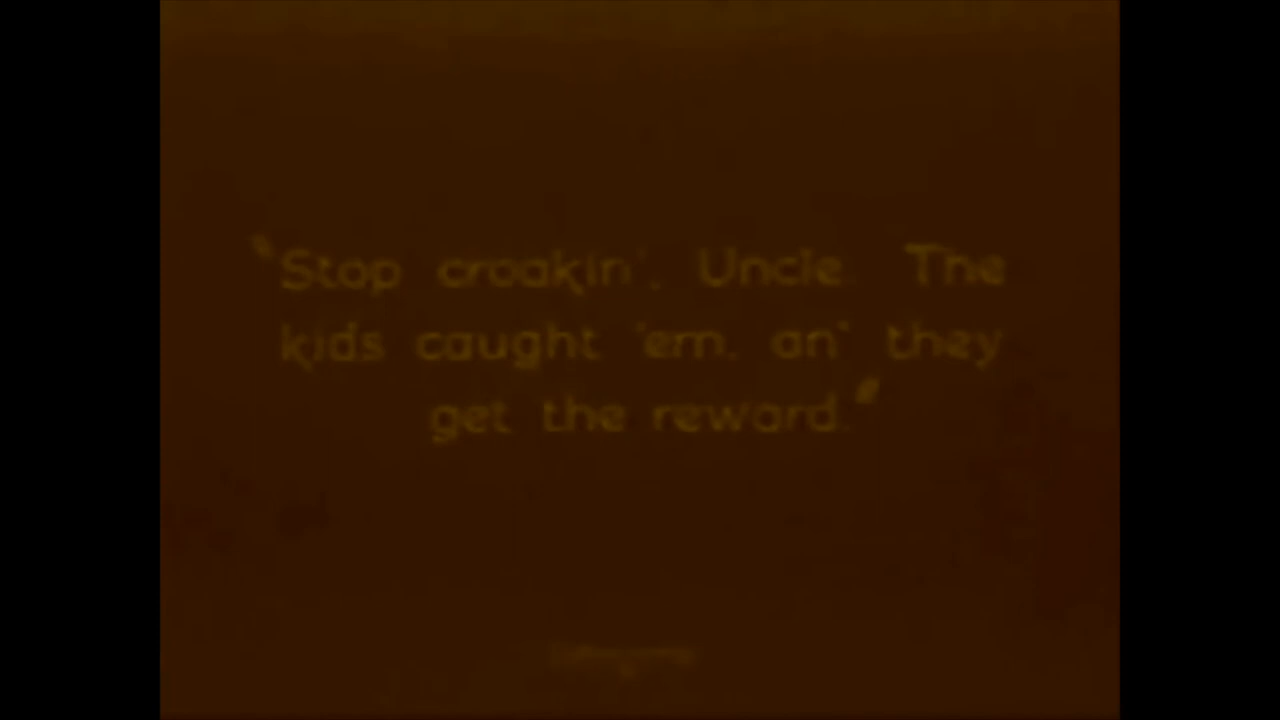 "Stop croakin', Uncle. The
kids caught 'em, an' they
get the reward."